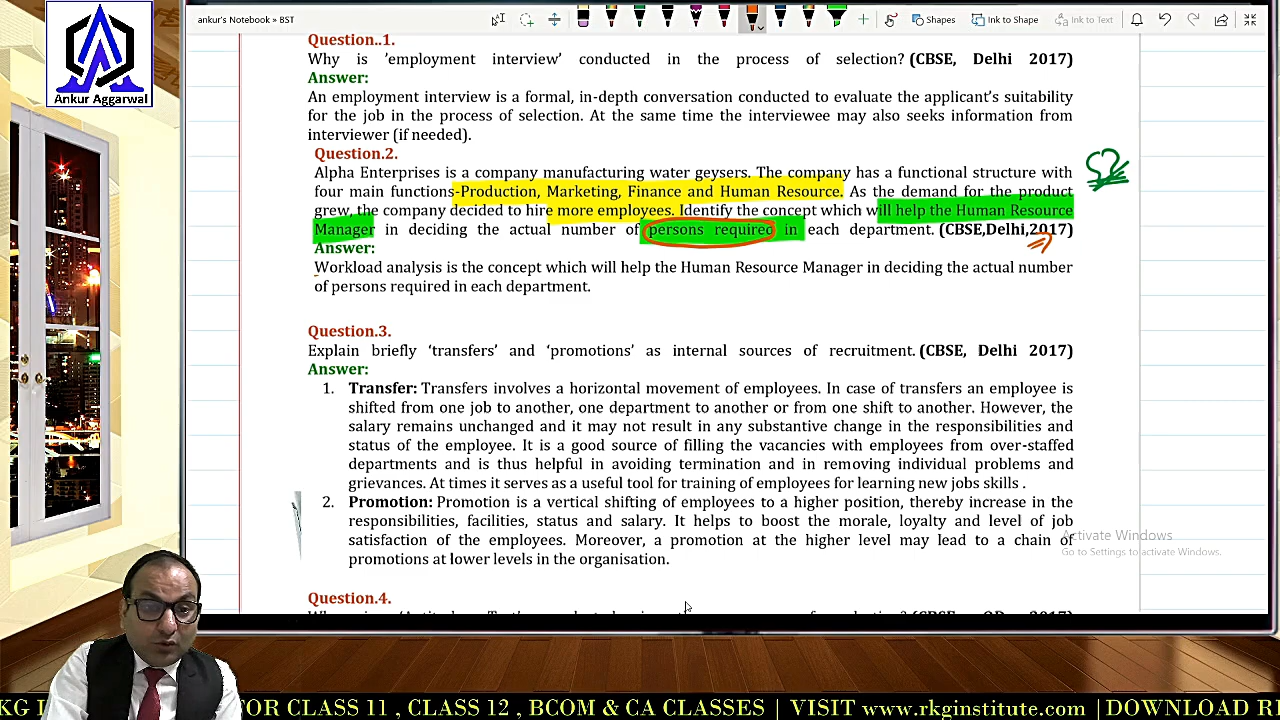 ankur's Notebook » BST
Shapes
Ink to Shape
Ink to Text
Ankur Aggarwal
Question..1.
Why is ’employment interview’ conducted in the process of selection? (CBSE, Delhi 2017)
Answer:
An employment interview is a formal, in-depth conversation conducted to evaluate the applicant’s suitability
for the job in the process of selection. At the same time the interviewee may also seeks information from
interviewer (if needed).
Question.2.
Alpha Enterprises is a company manufacturing water geysers. The company has a functional structure with
four main functions-Production, Marketing, Finance and Human Resource. As the demand for the product
grew, the company decided to hire more employees. Identify the concept which will help the Human Resource
Manager in deciding the actual number of persons required in each department. (CBSE,Delhi,2017)
Answer:
Workload analysis is the concept which will help the Human Resource Manager in deciding the actual number
of persons required in each department.
Question.3.
Explain briefly ‘transfers’ and ‘promotions’ as internal sources of recruitment. (CBSE, Delhi 2017)
Answer:
1. Transfer: Transfers involves a horizontal movement of employees. In case of transfers an employee is
shifted from one job to another, one department to another or from one shift to another. However, the
salary remains unchanged and it may not result in any substantive change in the responsibilities and
status of the employee. It is a good source of filling the vacancies with employees from over-staffed
departments and is thus helpful in avoiding termination and in removing individual problems and
grievances. At times it serves as a useful tool for training of employees for learning new jobs skills .
2. Promotion: Promotion is a vertical shifting of employees to a higher position, thereby increase in the
responsibilities, facilities, status and salary. It helps to boost the morale, loyalty and level of job
satisfaction of the employees. Moreover, a promotion at the higher level may lead to a chain of
promotions at lower levels in the organisation.
Activate Windows
Go to Settings to activate Windows.
Question.4.
KG I FOR CLASS 11 , CLASS 12 , BCOM & CA CLASSES | VISIT www.rkginstitute.com | DOWNLOAD R